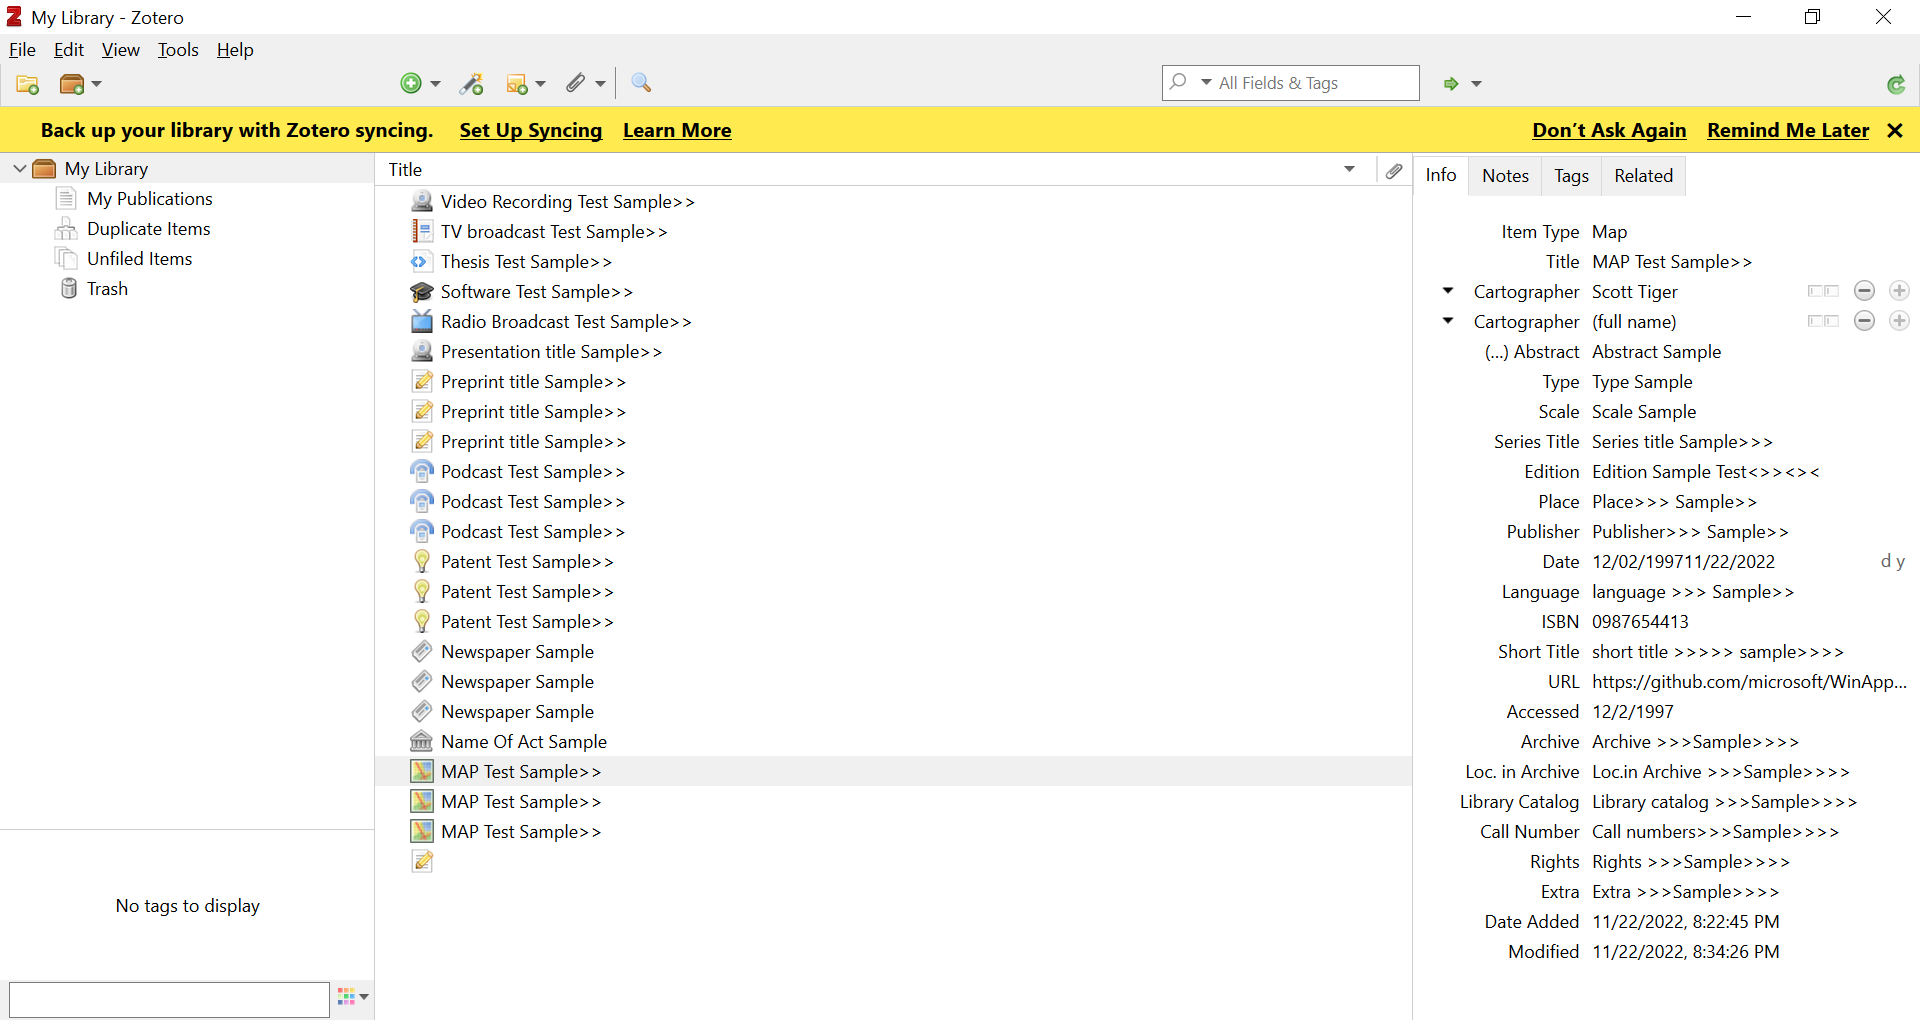 My Library - Zotero
File Edit View Tools Help
All Fields & Tags
Back up your library with Zotero syncing. Set Up Syncing Learn More Don't Ask Again Remind Me Later
My Library
My Publications
Duplicate Items
Unfiled Items
Trash
No tags to display
Title
Video Recording Test Sample>>
TV broadcast Test Sample>>
Thesis Test Sample>>
Software Test Sample>>
Radio Broadcast Test Sample>>
Presentation title Sample>>
Preprint title Sample>>
Preprint title Sample>>
Preprint title Sample>>
Podcast Test Sample>>
Podcast Test Sample>>
Podcast Test Sample>>
Patent Test Sample>>
Patent Test Sample>>
Patent Test Sample>>
Newspaper Sample
Newspaper Sample
Newspaper Sample
Name Of Act Sample
MAP Test Sample>>
MAP Test Sample>>
MAP Test Sample>>
Info Notes Tags Related
Item Type Map
Title MAP Test Sample>>
Cartographer Scott Tiger
Cartographer (full name)
(...) Abstract Abstract Sample
Type Type Sample
Scale Scale Sample
Series Title Series title Sample>>>
Edition Edition Sample Test<>><><
Place Place>>> Sample>>
Publisher Publisher>>> Sample>>
Date 12/02/199711/22/2022 d y
Language language >>> Sample>>
ISBN 0987654413
Short Title short title >>>>> sample>>>>
URL https://github.com/microsoft/WinApp...
Accessed 12/2/1997
Archive Archive >>>Sample>>>>
Loc. in Archive Loc.in Archive >>>Sample>>>>
Library Catalog Library catalog >>>Sample>>>>
Call Number Call numbers>>>Sample>>>>
Rights Rights >>>Sample>>>>
Extra Extra >>>Sample>>>>
Date Added 11/22/2022, 8:22:45 PM
Modified 11/22/2022, 8:34:26 PM